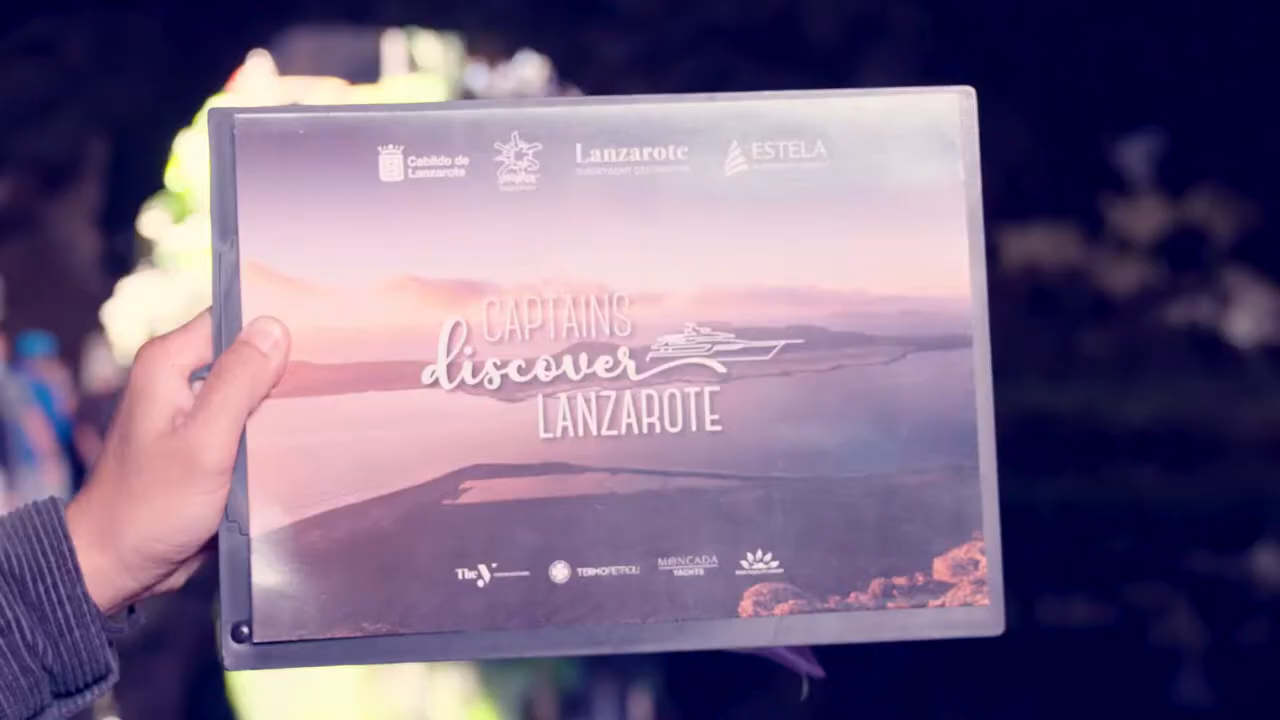 Cabildo de
Lanzarote
Lanzarote
ESTELA
CAPTAINS
discover
LANZAROTE
The Y
TERMOPETROLI
MONCADA
YACHTS